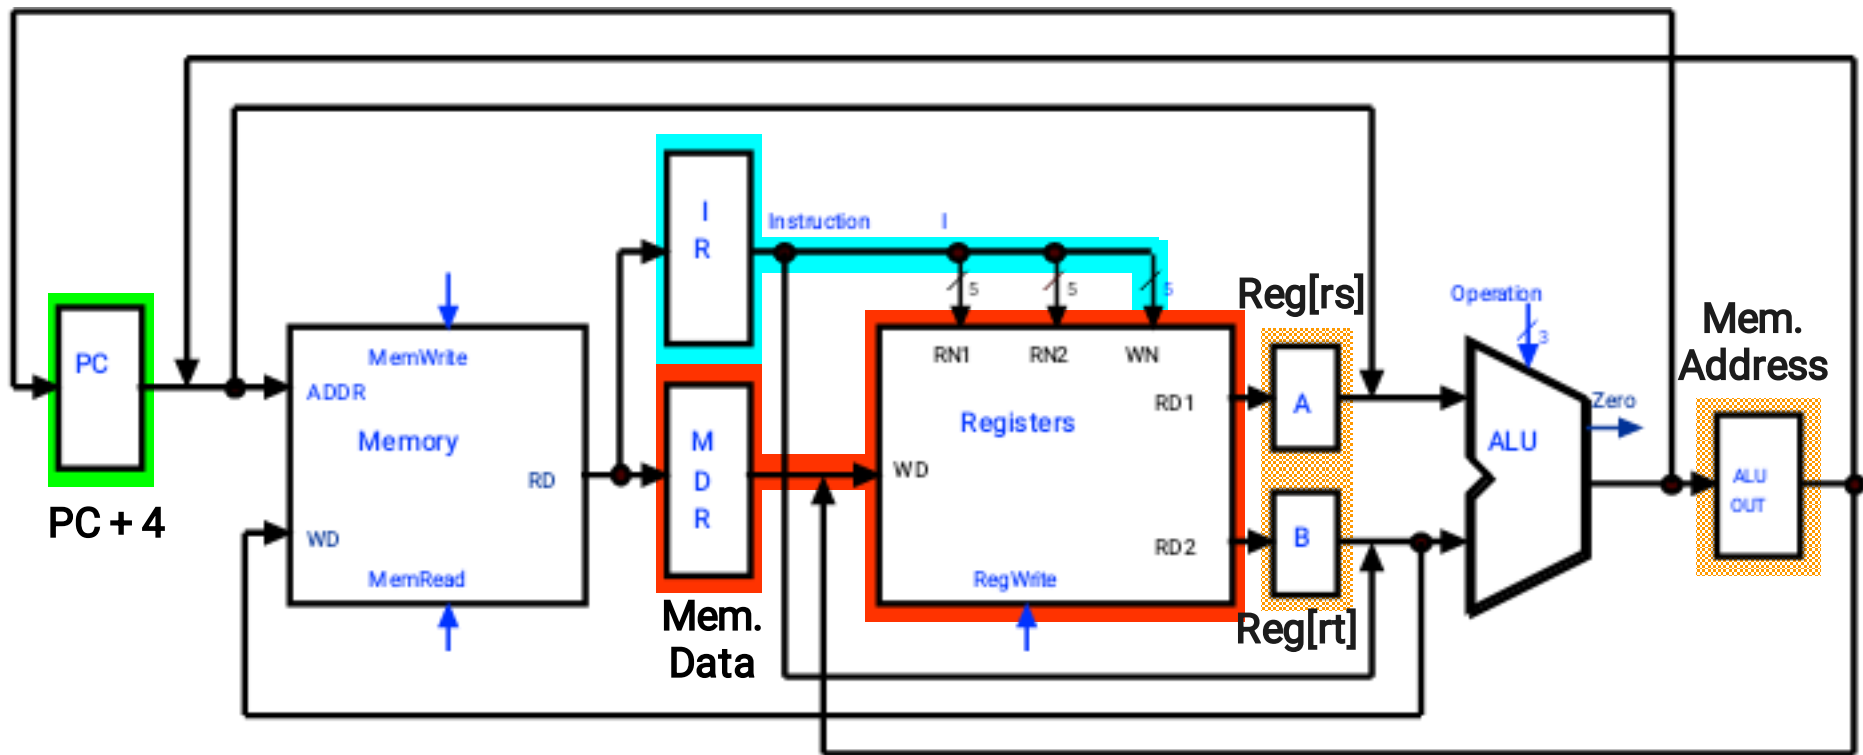 Instruction I
I
R
5
5
5
Reg[rs]
Operation
3
Mem.
Address
PC
MemWrite
ADDR
Memory
RD
WD
MemRead
PC + 4
M
D
R
Mem.
Data
RN1 RN2 WN
RD1
Registers
WD
RD2
RegWrite
A
B
Reg[rt]
ALU
Zero
ALU
OUT